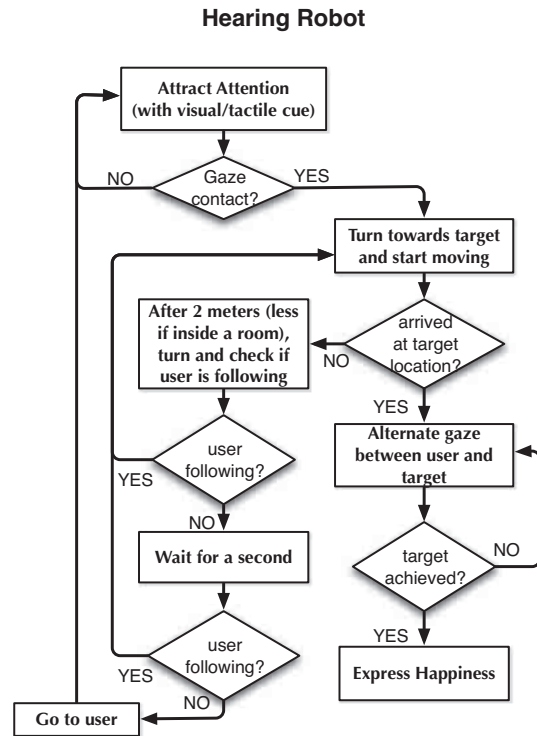 Hearing Robot
Attract Attention
(with visual/tactile cue)
Gaze
contact?
NO
YES
Turn towards target
and start moving
After 2 meters (less
if inside a room),
turn and check if
user is following
arrived
at target
location?
NO
YES
Alternate gaze
between user and
target
user
following?
YES
NO
Wait for a second
target
achieved?
NO
YES
user
following?
YES
NO
Express Happiness
Go to user